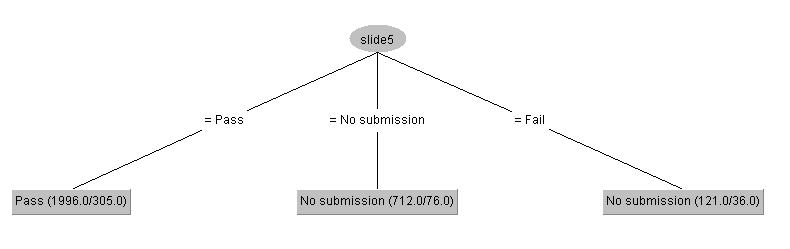 slide5
= Pass
= No submission
= Fail
Pass (1996.0/305.0)
No submission (712.0/76.0)
No submission (121.0/36.0)